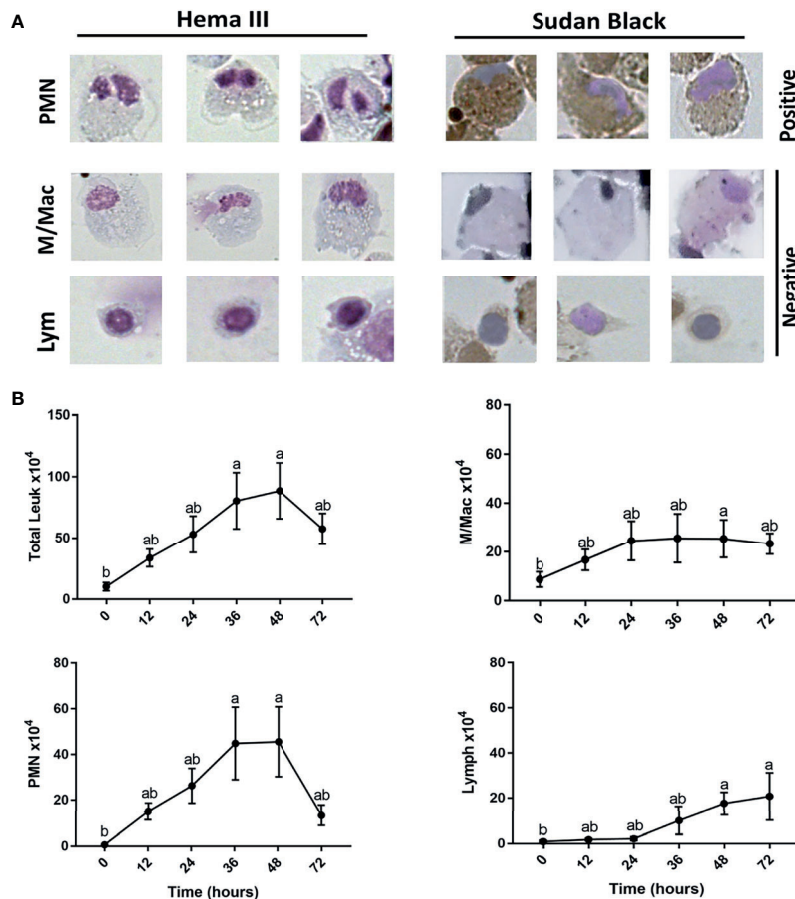 A
Hema III
Sudan Black
PMN
Positive
M/Mac
Negative
Lym
B
150
100
50
0
Total Leuk x10⁴
b
ab
ab
a
a
ab
0
12
24
36
48
72
80
60
40
20
0
M/Mac x10⁴
b
ab
ab
ab
a
ab
0
12
24
36
48
72
80
60
40
20
0
PMN x10⁴
b
ab
ab
a
a
ab
0
12
24
36
48
72
Time (hours)
80
60
40
20
0
Lymph x10⁴
b
ab
ab
ab
a
a
0
12
24
36
48
72
Time (hours)